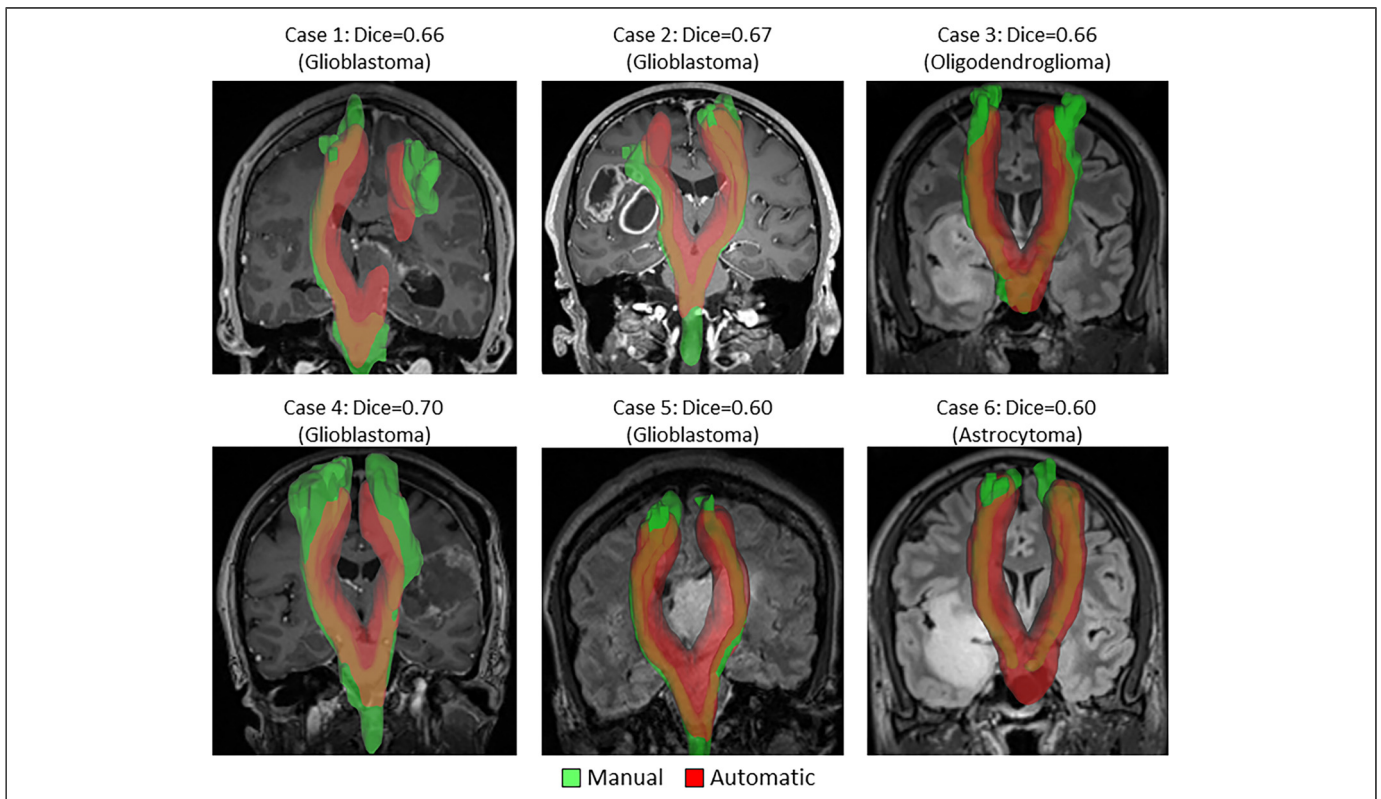 Case 1: Dice=0.66
(Glioblastoma)
Case 2: Dice=0.67
(Glioblastoma)
Case 3: Dice=0.66
(Oligodendroglioma)
Case 4: Dice=0.70
(Glioblastoma)
Case 5: Dice=0.60
(Glioblastoma)
Case 6: Dice=0.60
(Astrocytoma)
Manual Automatic